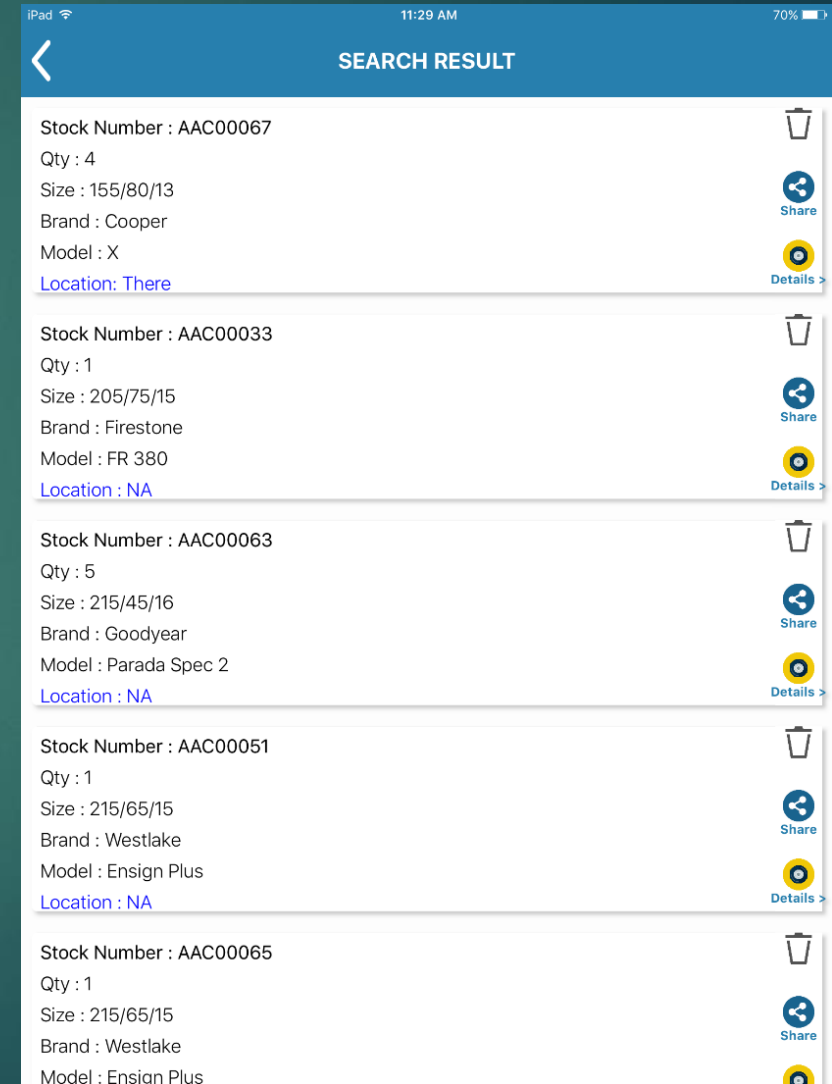 iPad 11:29 AM 70%
SEARCH RESULT
Stock Number : AAC00067
Qty : 4
Size : 155/80/13
Share
Brand : Cooper
Model : X
Location: There
Details >
Stock Number : AAC00033
Qty : 1
Size : 205/75/15
Share
Brand : Firestone
Model : FR 380
Location : NA
Details >
Stock Number : AAC00063
Qty : 5
Size : 215/45/16
Share
Brand : Goodyear
Model : Parada Spec 2
Location : NA
Details >
Stock Number : AAC00051
Qty : 1
Size : 215/65/15
Share
Brand : Westlake
Model : Ensign Plus
Location : NA
Details >
Stock Number : AAC00065
Qty : 1
Size : 215/65/15
Share
Brand : Westlake
Model : Ensign Plus